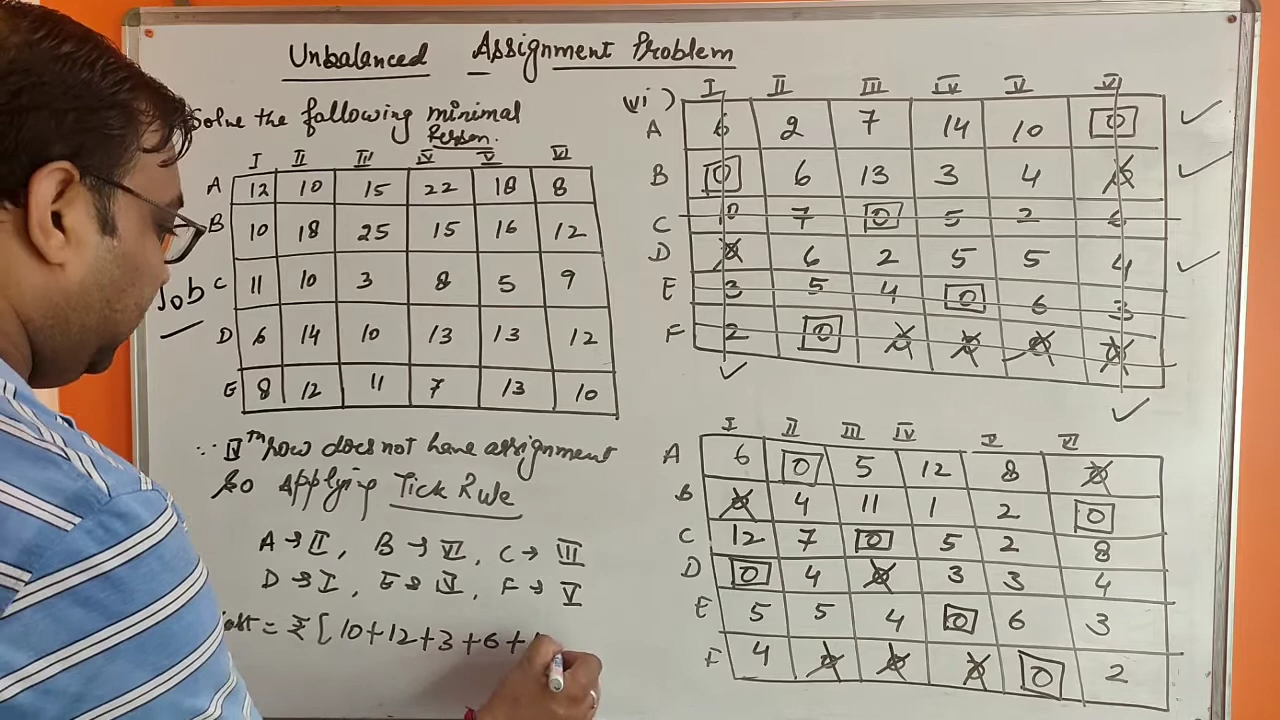 Unbalanced Assignment Problem
Solve the following minimal
Person.
I II III IV V VI
A 12 10 15 22 18 8
B 10 18 25 15 16 12
Job
C 11 10 3 8 5 9
D 6 14 10 13 13 12
E 8 12 11 7 13 10
∵ IVth row does not have assignment
So Applying Tick Rule
A → II, B → VI, C → III
D → I, E → IV, F → V
Cost = ₹ [ 10+12+3+6+
vi)
I II III IV V VI
A 6 2 7 14 10 0
B 0 6 13 3 4 0
C 10 7 0 5 2 6
D 0 6 2 5 5 4
E 3 5 4 0 6 3
F 2 0 0 0 0 0
I II III IV V VI
A 6 0 5 12 8 0
B 0 4 11 1 2 0
C 12 7 0 5 2 8
D 0 4 0 3 3 4
E 5 5 4 0 6 3
F 4 0 0 0 0 2